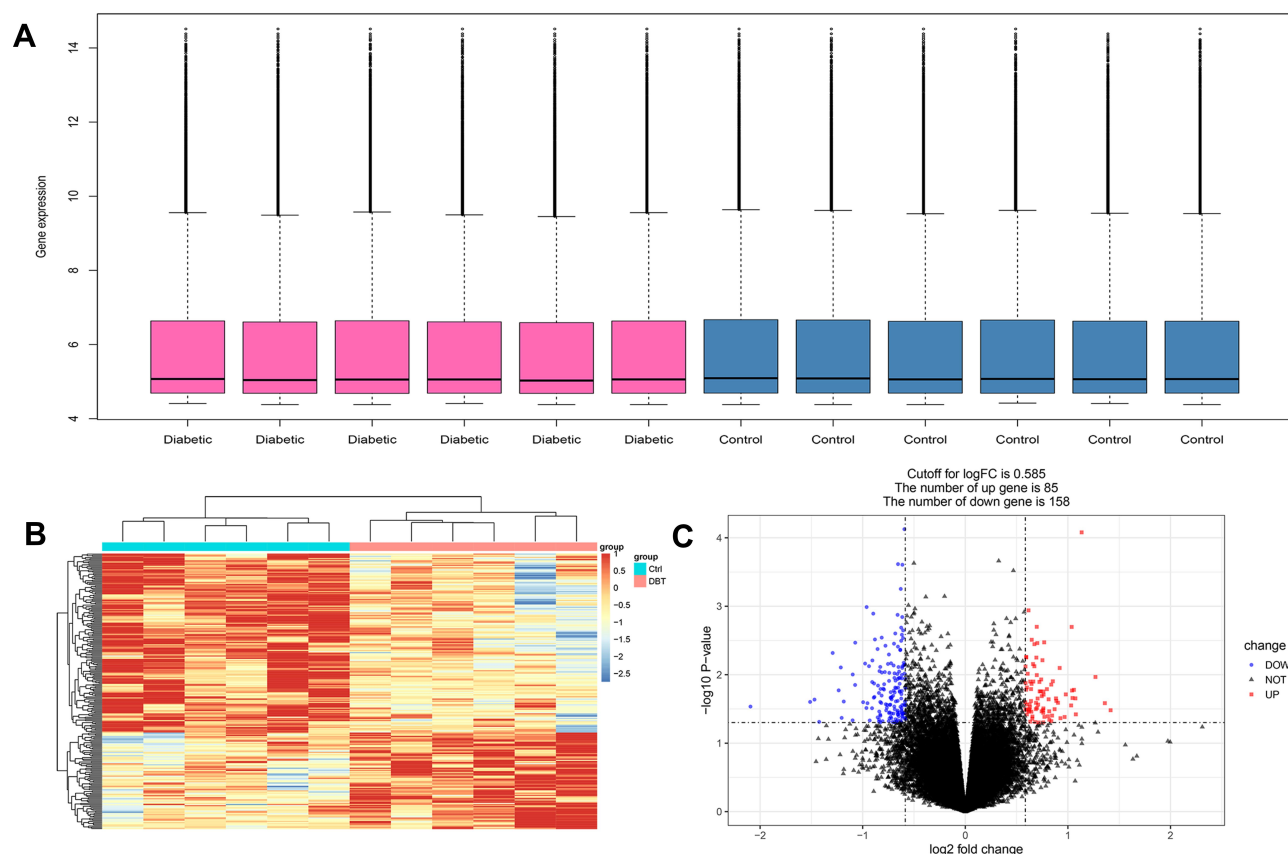 A
Gene expression
14
12
10
8
6
4
Diabetic Diabetic Diabetic Diabetic Diabetic Diabetic Control Control Control Control Control Control
B
group
1
0.5
0
−0.5
−1
−1.5
−2
−2.5
group
Ctrl
DBT
C
Cutoff for logFC is 0.585
The number of up gene is 85
The number of down gene is 158
−log10 P−value
4
3
2
1
0
−2 −1 0 1 2
log2 fold change
change
DOW
NOT
UP